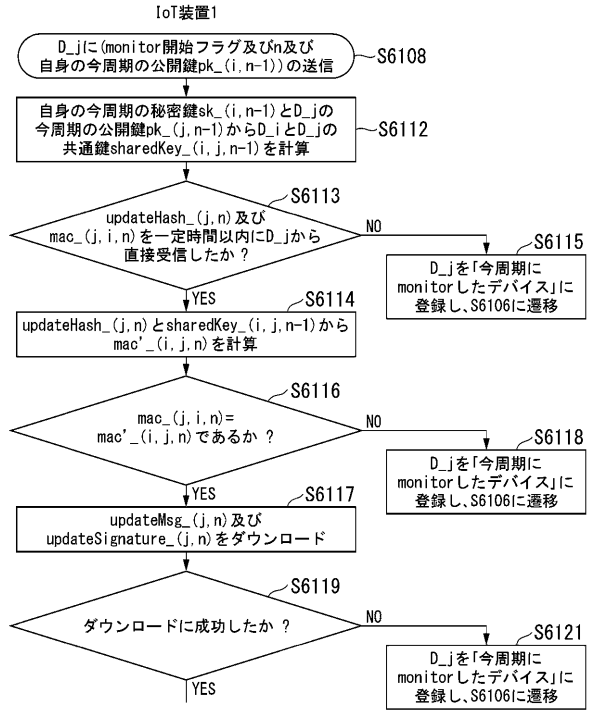 IoT装置1
D_jに(monitor開始フラグ及びn及び
自身の今周期の公開鍵pk_(i,n-1))の送信
S6108
自身の今周期の秘密鍵sk_(i,n-1)とD_jの
今周期の公開鍵pk_(j,n-1)からD_iとD_jの
共通鍵sharedKey_(i,j,n-1)を計算
S6112
S6113
updateHash_(j,n)及び
mac_(j,i,n)を一定時間以内にD_jから
直接受信したか ?
NO
S6115
D_jを「今周期に
monitorしたデバイス」に
登録し、S6106に遷移
YES
S6114
updateHash_(j,n)とsharedKey_(i,j,n-1)から
mac'_(i,j,n)を計算
S6116
mac_(j,i,n)=
mac'_(i,j,n)であるか ?
NO
S6118
D_jを「今周期に
monitorしたデバイス」に
登録し、S6106に遷移
YES
S6117
updateMsg_(j,n)及び
updateSignature_(j,n)をダウンロード
S6119
ダウンロードに成功したか ?
NO
S6121
D_jを「今周期に
monitorしたデバイス」に
登録し、S6106に遷移
YES